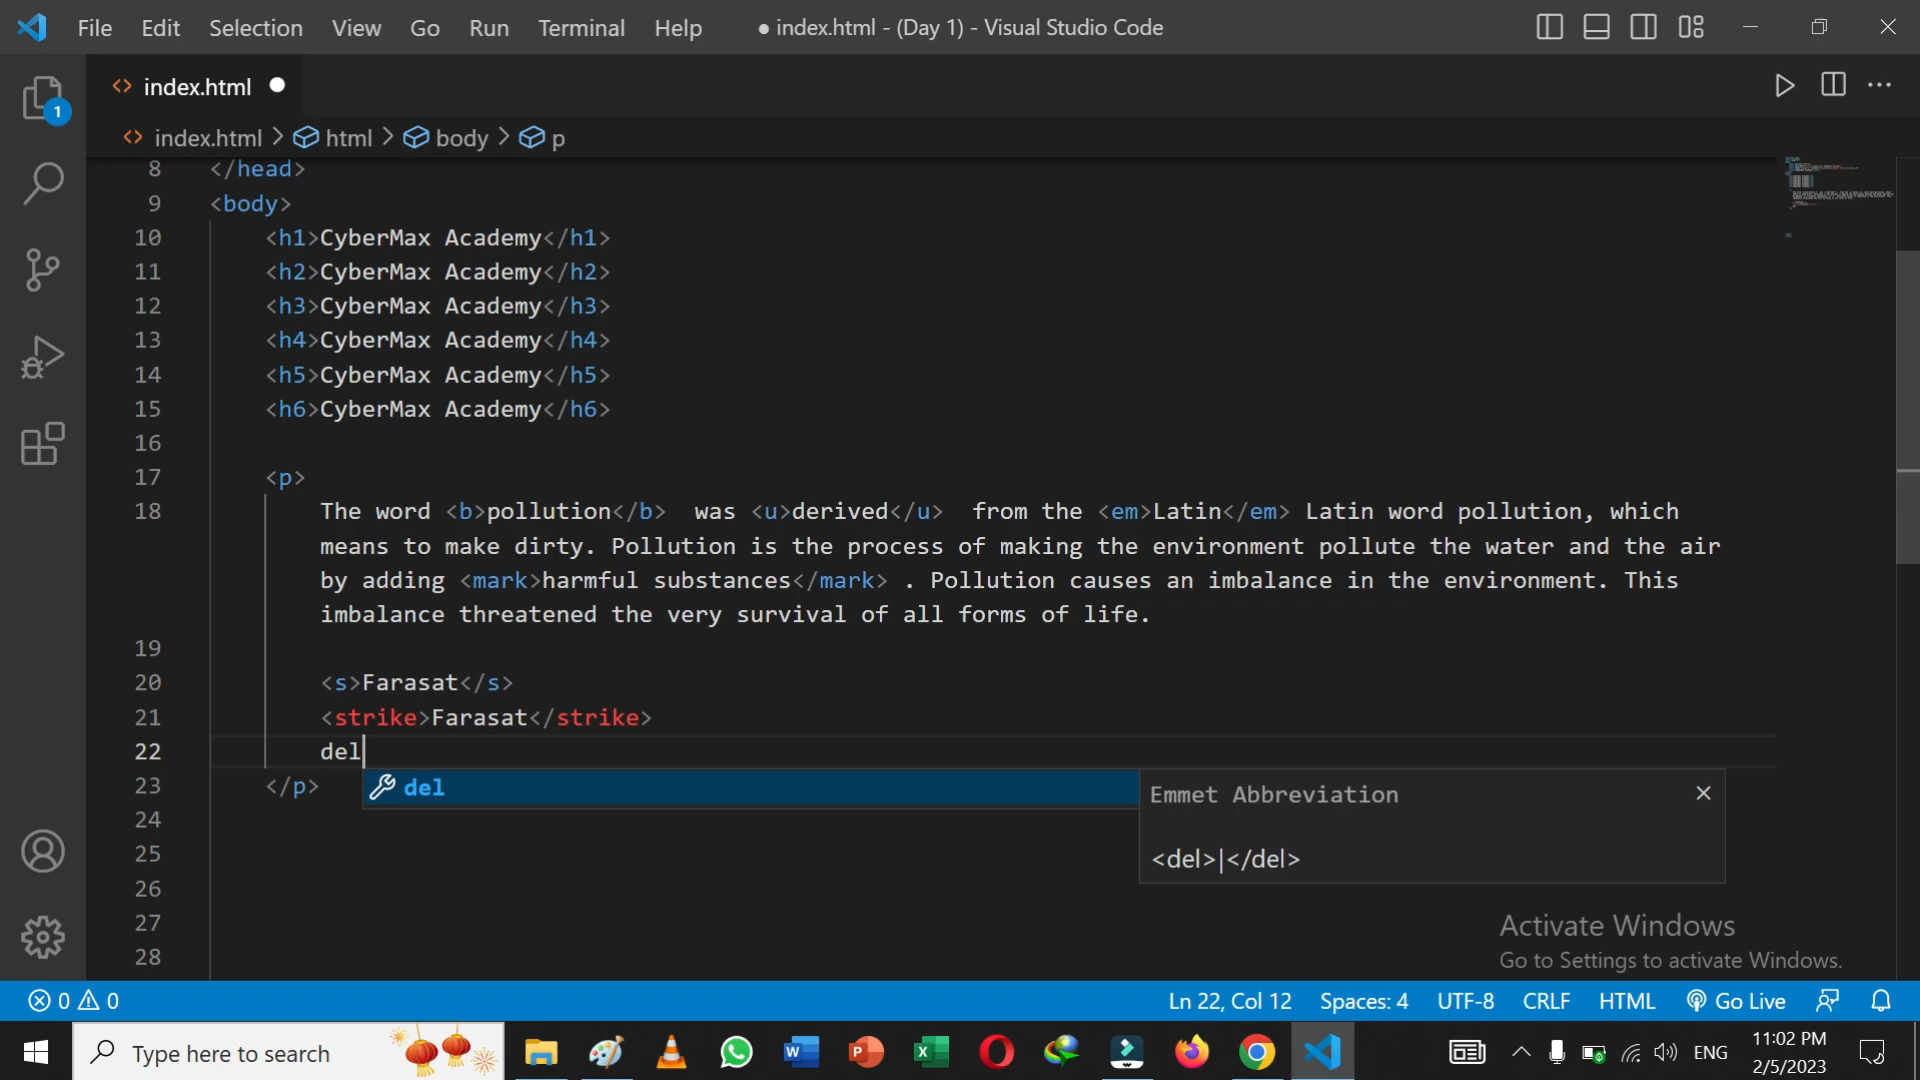 File Edit Selection View Go Run Terminal Help ● index.html - (Day 1) - Visual Studio Code
index.html
1
index.html > html > body > p
8 </head>
9 <body>
10 <h1>CyberMax Academy</h1>
11 <h2>CyberMax Academy</h2>
12 <h3>CyberMax Academy</h3>
13 <h4>CyberMax Academy</h4>
14 <h5>CyberMax Academy</h5>
15 <h6>CyberMax Academy</h6>
16
17 <p>
18 The word <b>pollution</b>  was <u>derived</u>  from the <em>Latin</em> Latin word pollution, which
means to make dirty. Pollution is the process of making the environment pollute the water and the air
by adding <mark>harmful substances</mark> . Pollution causes an imbalance in the environment. This
imbalance threatened the very survival of all forms of life.
19
20 <s>Farasat</s>
21 <strike>Farasat</strike>
22 del
23 </p>
del
Emmet Abbreviation
<del>|</del>
24
25
26
27
28
Activate Windows
Go to Settings to activate Windows.
0 0 Ln 22, Col 12 Spaces: 4 UTF-8 CRLF HTML Go Live
Type here to search
ENG
11:02 PM
2/5/2023